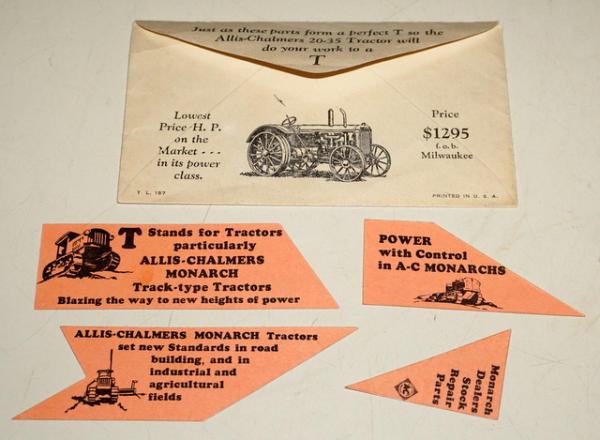 Just as these parts form a perfect T so the
Allis-Chalmers 20-35 Tractor will
do your work to a
T
Lowest
Price H. P.
on the
Market - - -
in its power
class.
Price
$1295
f.o.b.
Milwaukee
T L. 187
PRINTED IN U. S. A.
T Stands for Tractors
particularly
ALLIS-CHALMERS
MONARCH
Track-type Tractors
Blazing the way to new heights of power
POWER
with Control
in A-C MONARCHS
ALLIS-CHALMERS MONARCH Tractors
set new Standards in road
building, and in
industrial and
agricultural
fields
Monarch
Dealers
Stock
Repair
Parts